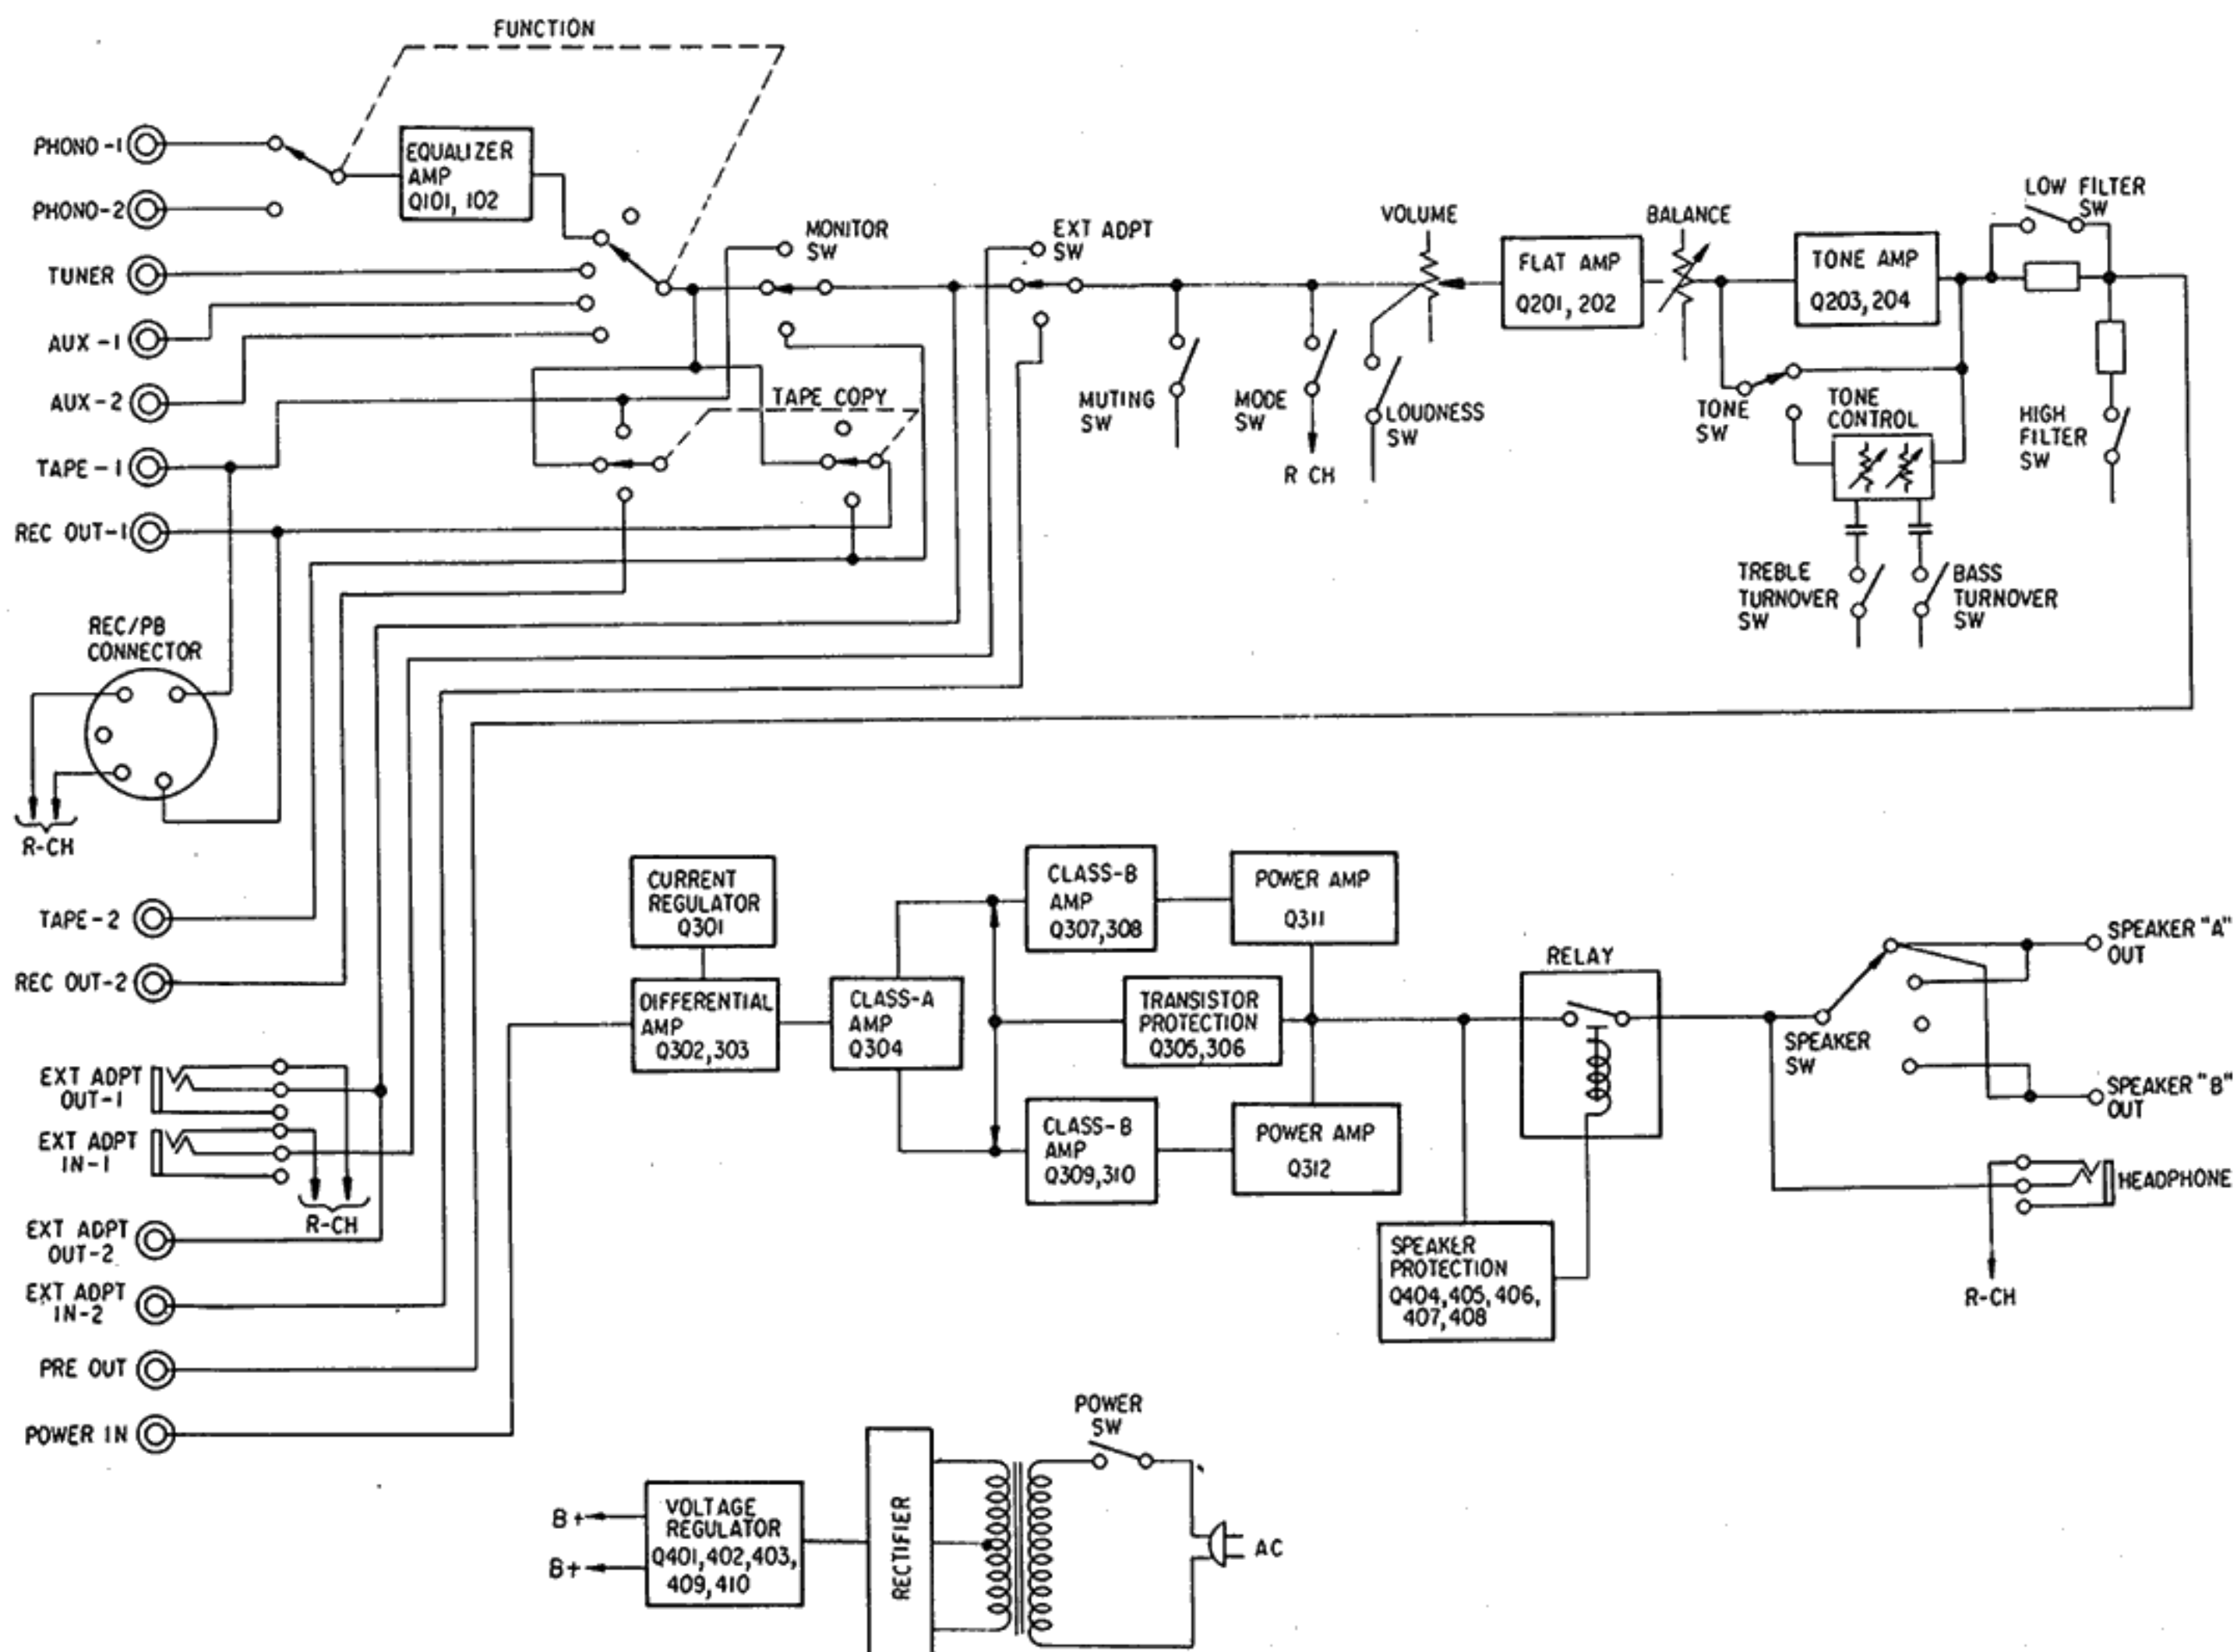 FUNCTION
PHONO-1
EQUALIZER
AMP
Q101, 102
PHONO-2
TUNER
AUX-1
AUX-2
TAPE-1
REC OUT-1
MONITOR
SW
EXT ADPT
SW
TAPE COPY
MUTING
SW
MODE
SW
R CH
VOLUME
LOUDNESS
SW
FLAT AMP
Q201, 202
BALANCE
TONE AMP
Q203, 204
LOW FILTER
SW
TONE
SW
TONE
CONTROL
HIGH
FILTER
SW
TREBLE
TURNOVER
SW
BASS
TURNOVER
SW
REC/PB
CONNECTOR
R-CH
TAPE-2
REC OUT-2
EXT ADPT
OUT-1
EXT ADPT
IN-1
R-CH
EXT ADPT
OUT-2
EXT ADPT
IN-2
PRE OUT
POWER IN
CURRENT
REGULATOR
Q301
DIFFERENTIAL
AMP
Q302,303
CLASS-A
AMP
Q304
CLASS-B
AMP
Q307,308
POWER AMP
Q311
TRANSISTOR
PROTECTION
Q305,306
CLASS-B
AMP
Q309,310
POWER AMP
Q312
RELAY
SPEAKER
PROTECTION
Q404,405,406,
407,408
SPEAKER
SW
SPEAKER "A"
OUT
SPEAKER "B"
OUT
HEADPHONE
R-CH
B+
B+
VOLTAGE
REGULATOR
Q401,402,403,
409,410
RECTIFIER
POWER
SW
AC